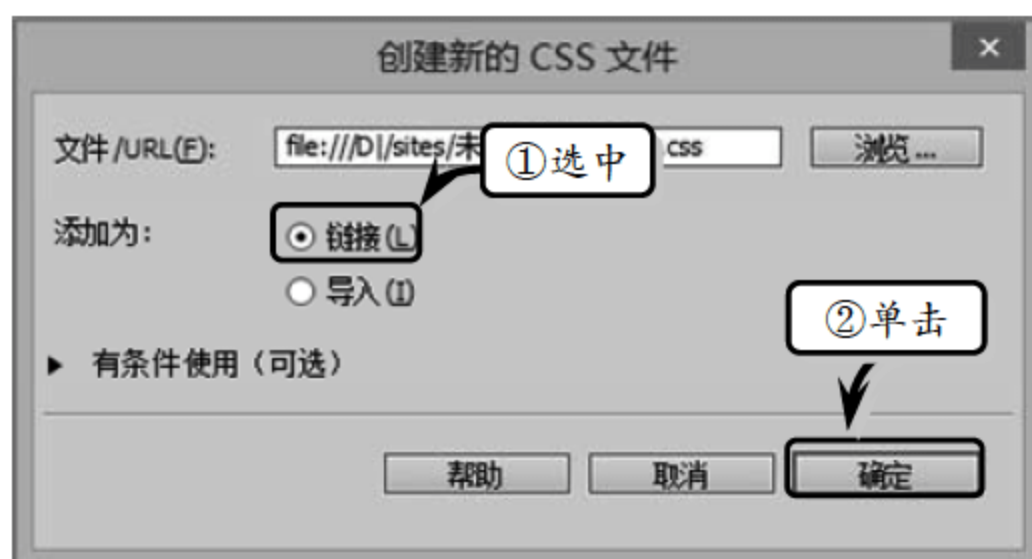 创建新的 CSS 文件
文件/URL(F): file:///D|/sites/未 css 浏览...
①选中
添加为: 链接(L)
导入(I)
②单击
有条件使用（可选）
帮助 取消 确定